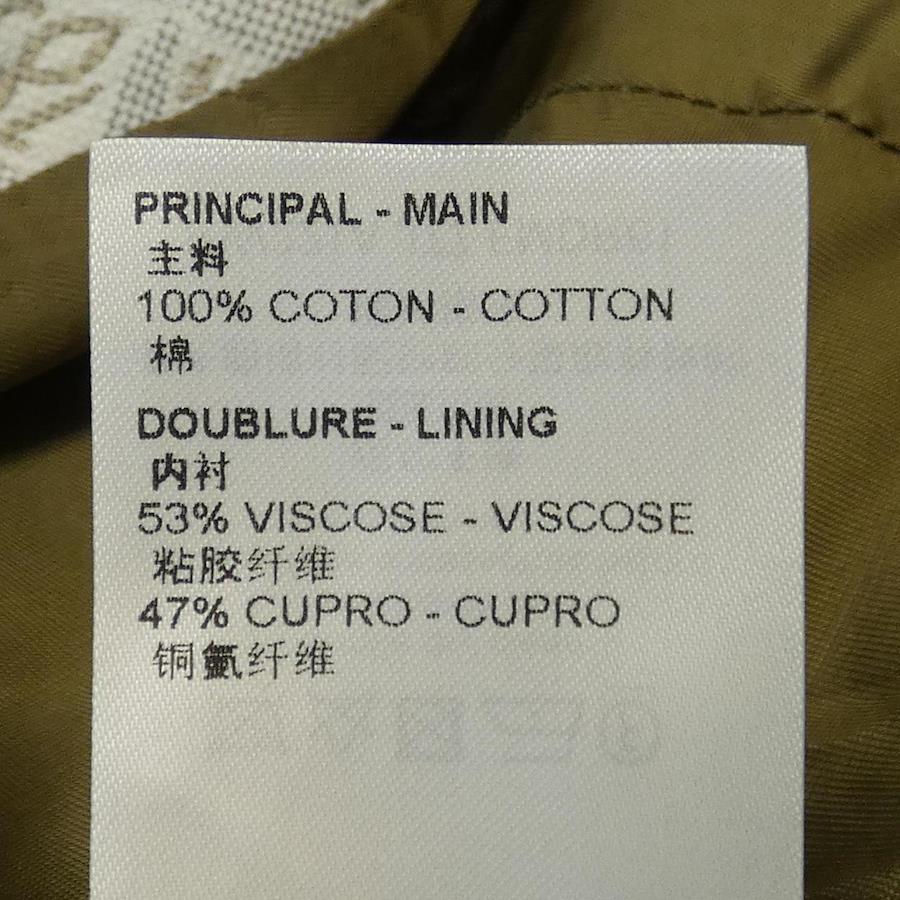 PRINCIPAL - MAIN
主料
100% COTON - COTTON
棉
DOUBLURE - LINING
内衬
53% VISCOSE - VISCOSE
粘胶纤维
47% CUPRO - CUPRO
铜氨纤维